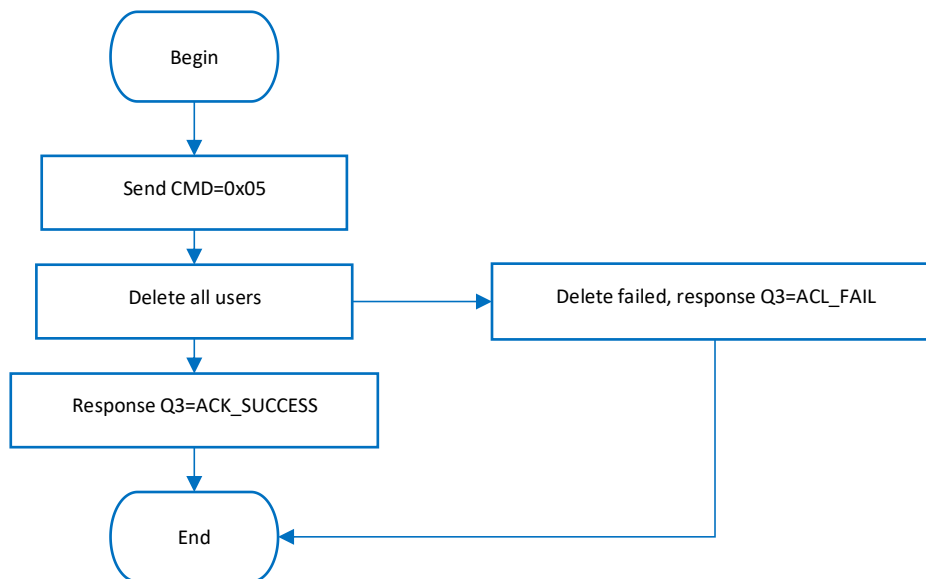 Begin
Send CMD=0x05
Delete all users
Delete failed, response Q3=ACL_FAIL
Response Q3=ACK_SUCCESS
End